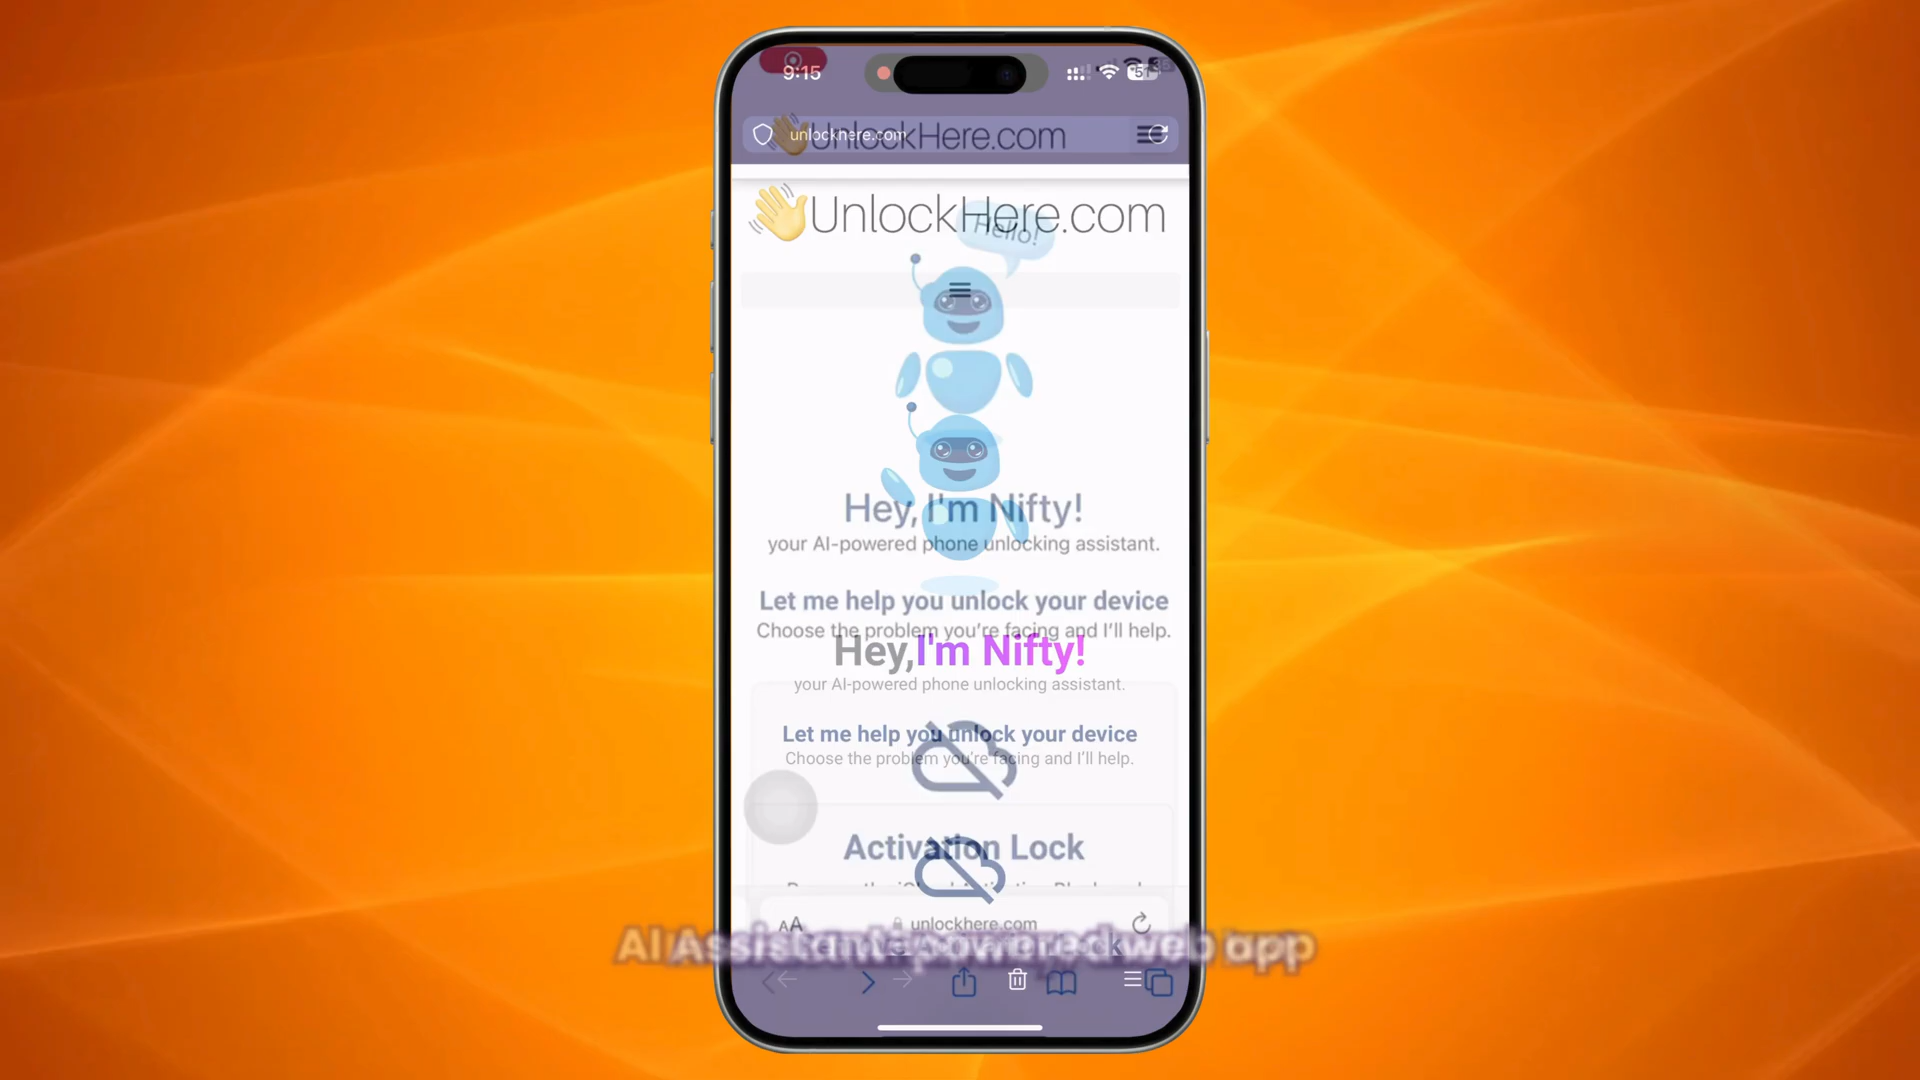 9:15
unlockhere.com
UnlockHere.com
UnlockHere.com
Hello!
Hey, I'm Nifty!
your AI-powered phone unlocking assistant.
Let me help you unlock your device
Choose the problem you're facing and I'll help.
Hey,I'm Nifty!
your AI-powered phone unlocking assistant.
Let me help you unlock your device
Choose the problem you're facing and I'll help.
Activation Lock
AA unlockhere.com
AI Assistant web app